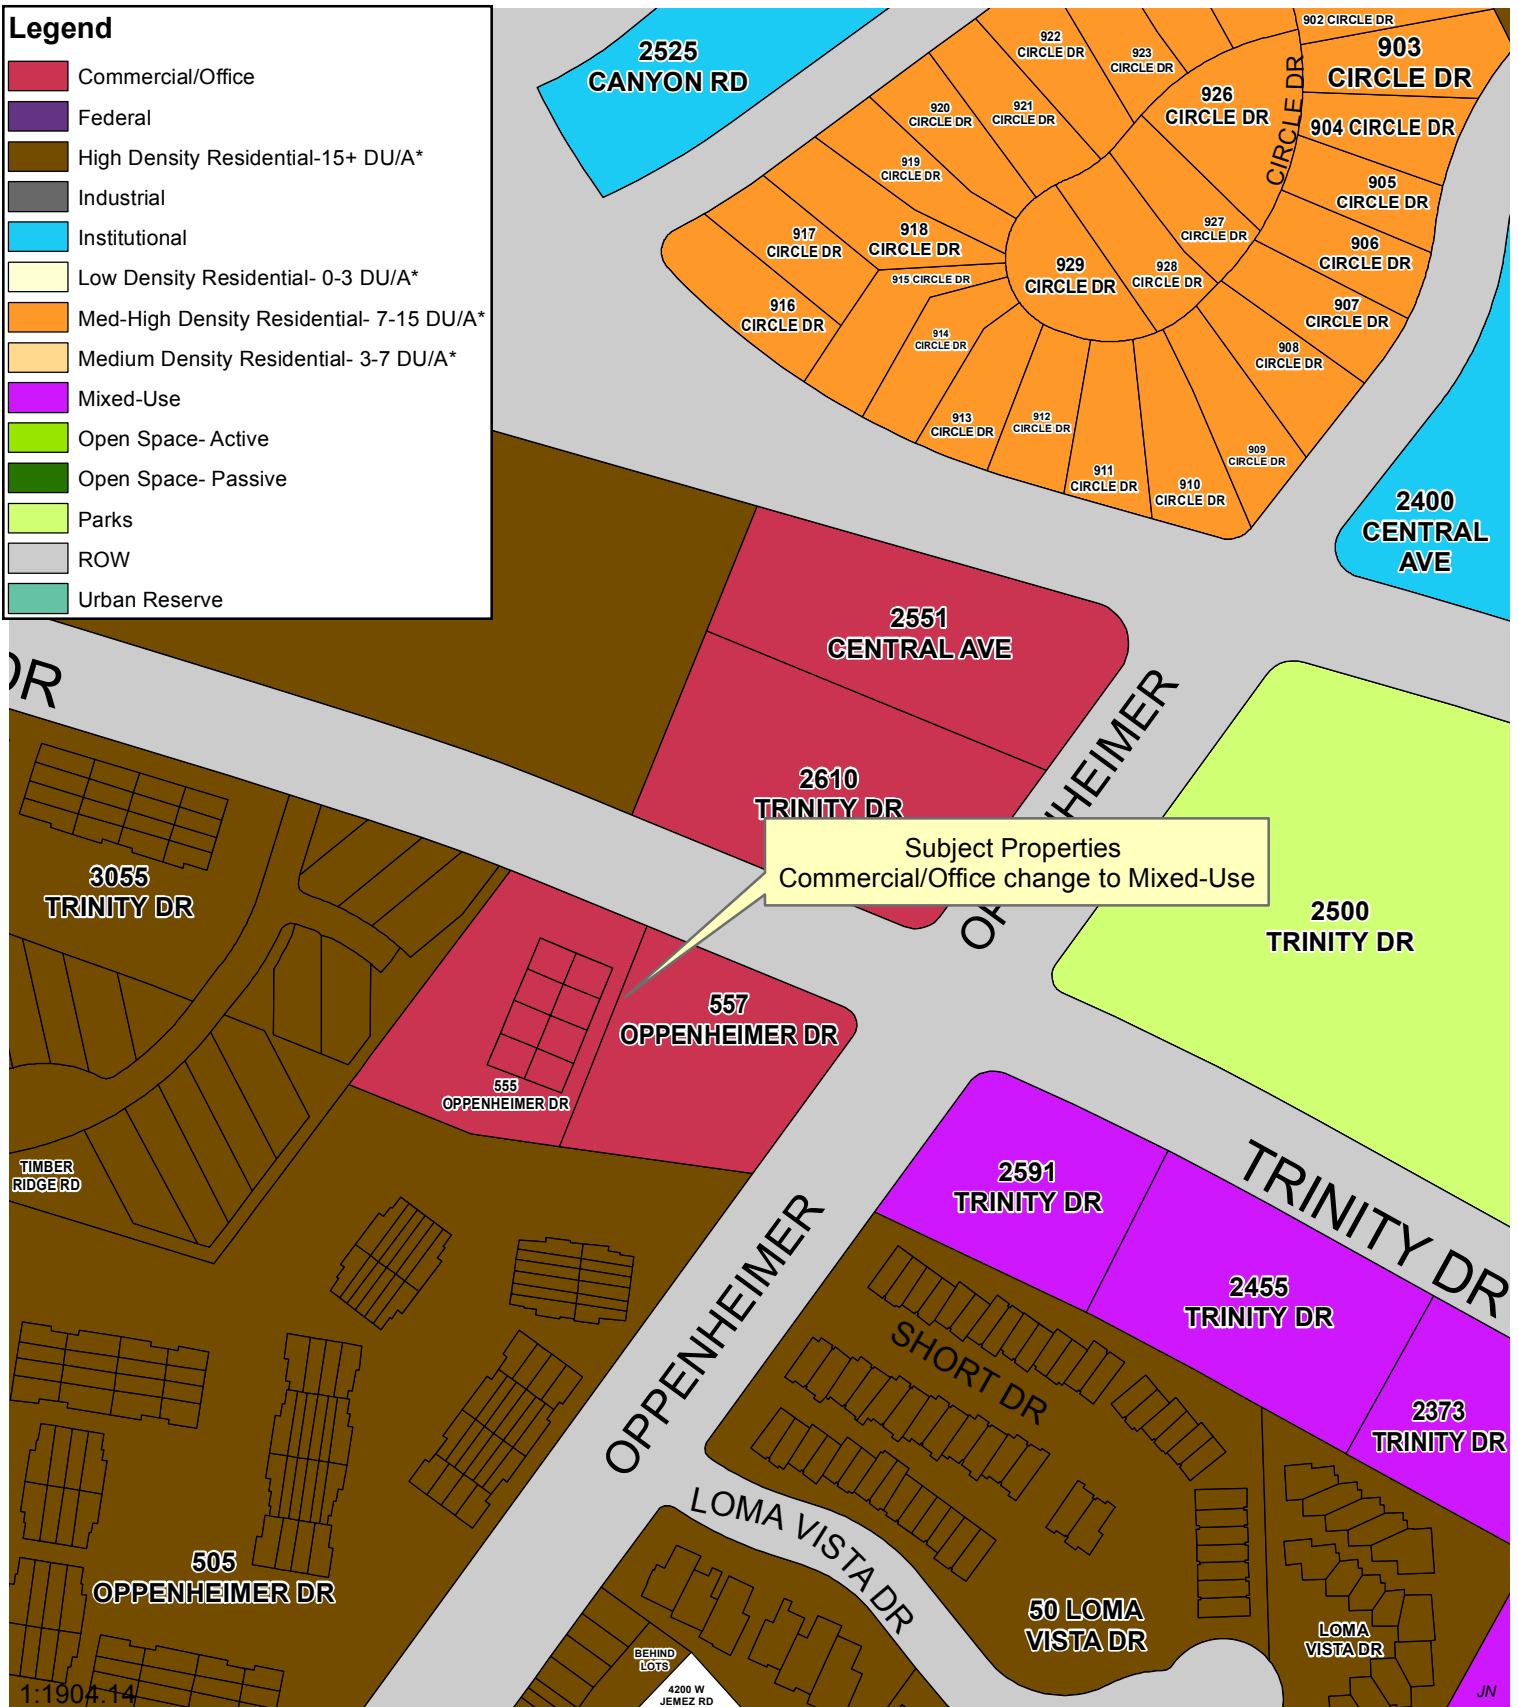 Legend
Commercial/Office
Federal
High Density Residential-15+ DU/A*
Industrial
Institutional
Low Density Residential- 0-3 DU/A*
Med-High Density Residential- 7-15 DU/A*
Medium Density Residential- 3-7 DU/A*
Mixed-Use
Open Space- Active
Open Space- Passive
Parks
ROW
Urban Reserve
2525
CANYON RD
902 CIRCLE DR
903
CIRCLE DR
922
CIRCLE DR
923
CIRCLE DR
926
CIRCLE DR
CIRCLE DR
904 CIRCLE DR
920
CIRCLE DR
921
CIRCLE DR
919
CIRCLE DR
905
CIRCLE DR
917
CIRCLE DR
918
CIRCLE DR
927
CIRCLE DR
906
CIRCLE DR
915 CIRCLE DR
929
CIRCLE DR
928
CIRCLE DR
916
CIRCLE DR
907
CIRCLE DR
914
CIRCLE DR
908
CIRCLE DR
913
CIRCLE DR
912
CIRCLE DR
911
CIRCLE DR
910
CIRCLE DR
909
CIRCLE DR
2400
CENTRAL
AVE
2551
CENTRAL AVE
DR
OPPENHEIMER
2610
TRINITY DR
Subject Properties
Commercial/Office change to Mixed-Use
3055
TRINITY DR
2500
TRINITY DR
557
OPPENHEIMER DR
555
OPPENHEIMER DR
TIMBER
RIDGE RD
2591
TRINITY DR
TRINITY DR
2455
TRINITY DR
OPPENHEIMER
SHORT DR
2373
TRINITY DR
LOMA VISTA DR
505
OPPENHEIMER DR
50 LOMA
VISTA DR
LOMA
VISTA DR
BEHIND
LOTS
4200 W
JEMEZ RD
1:1904.14
JN